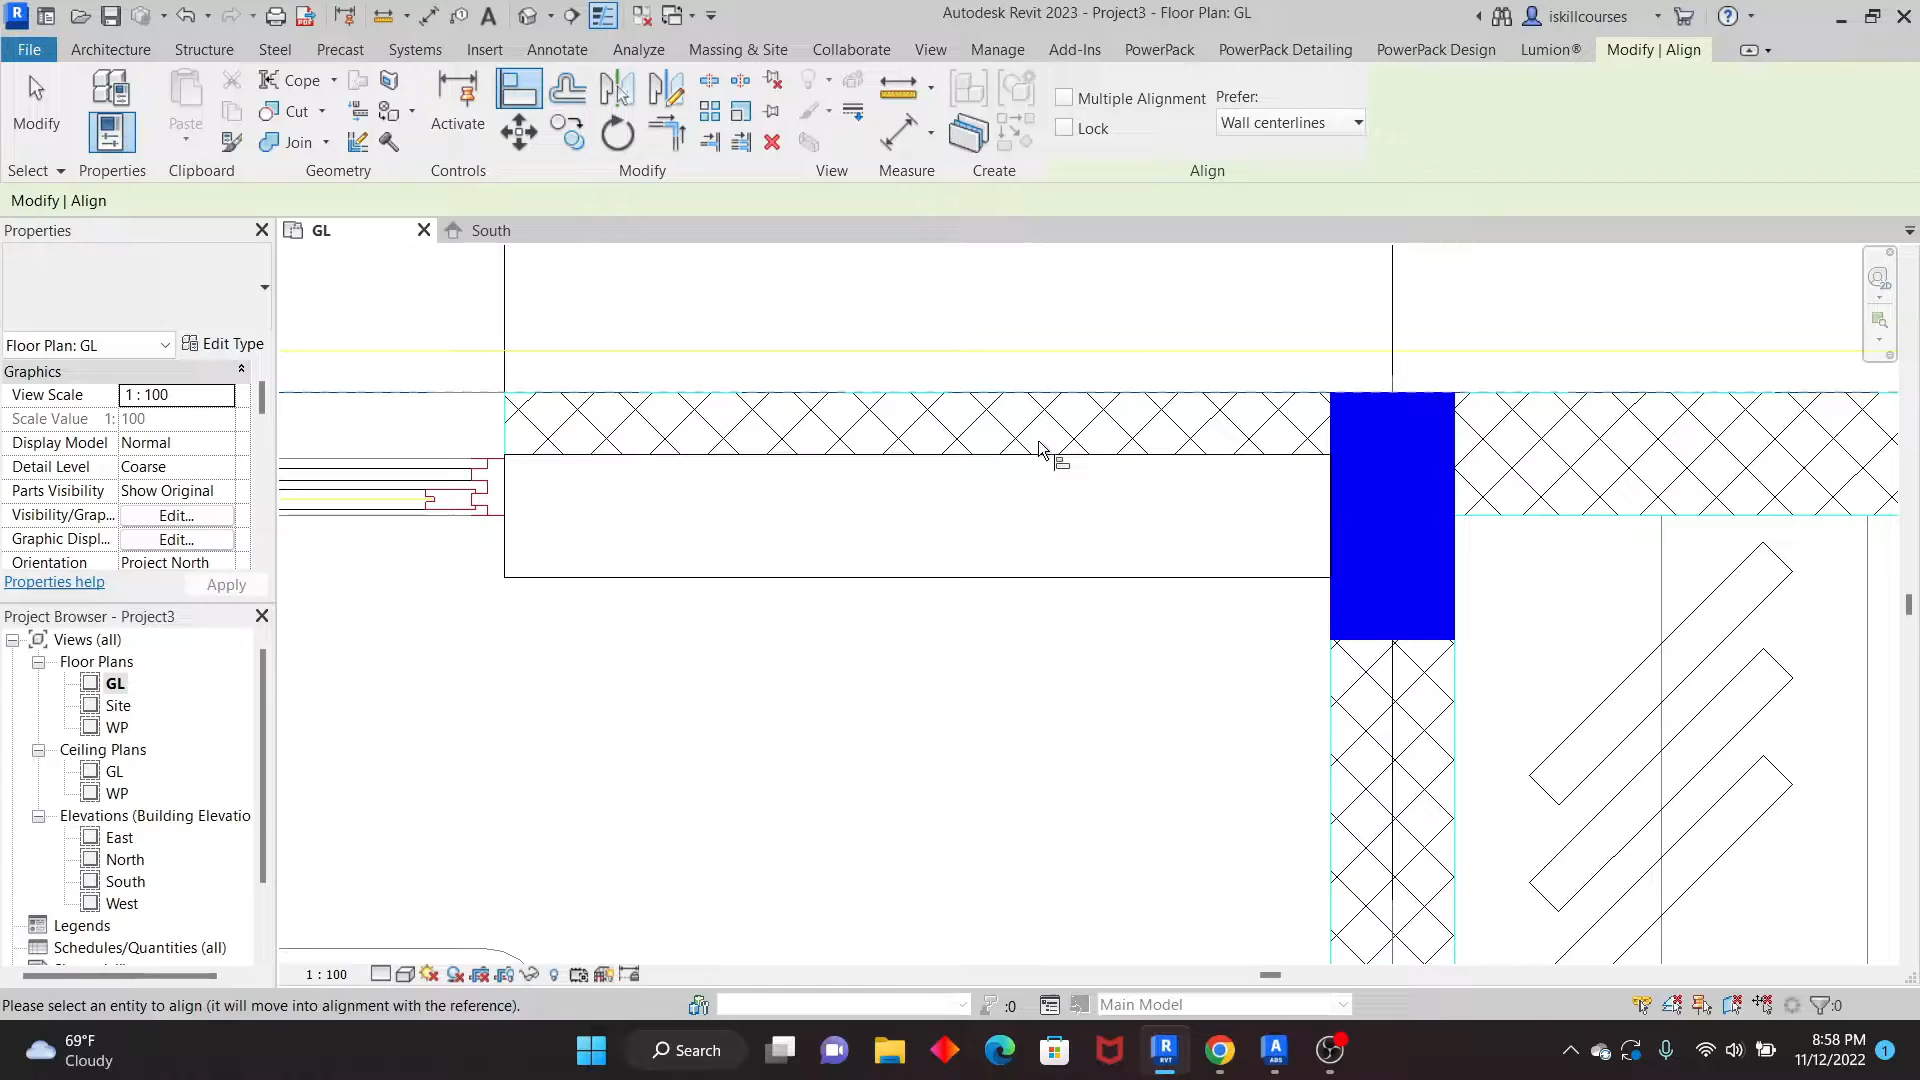 Autodesk Revit 2023 - Project3 - Floor Plan: GL
iskillcourses
File Architecture Structure Steel Precast Systems Insert Annotate Analyze Massing & Site Collaborate View Manage Add-Ins PowerPack PowerPack Detailing PowerPack Design Lumion® Modify | Align
Modify
Paste
Cope
Cut
Join
Activate
Multiple Alignment
Lock
Prefer:
Wall centerlines
Select Properties Clipboard Geometry Controls Modify View Measure Create Align
Modify | Align
Properties
GL
South
Floor Plan: GL
Edit Type
Graphics
View Scale 1 : 100
Scale Value 1: 100
Display Model Normal
Detail Level Coarse
Parts Visibility Show Original
Visibility/Grap... Edit...
Graphic Displ... Edit...
Orientation Project North
Properties help
Apply
Project Browser - Project3
Views (all)
Floor Plans
GL
Site
WP
Ceiling Plans
GL
WP
Elevations (Building Elevatio
East
North
South
West
Legends
Schedules/Quantities (all)
1 : 100
Please select an entity to align (it will move into alignment with the reference).
:0
Main Model
:0
69°F
Cloudy
Search
8:58 PM
11/12/2022
1